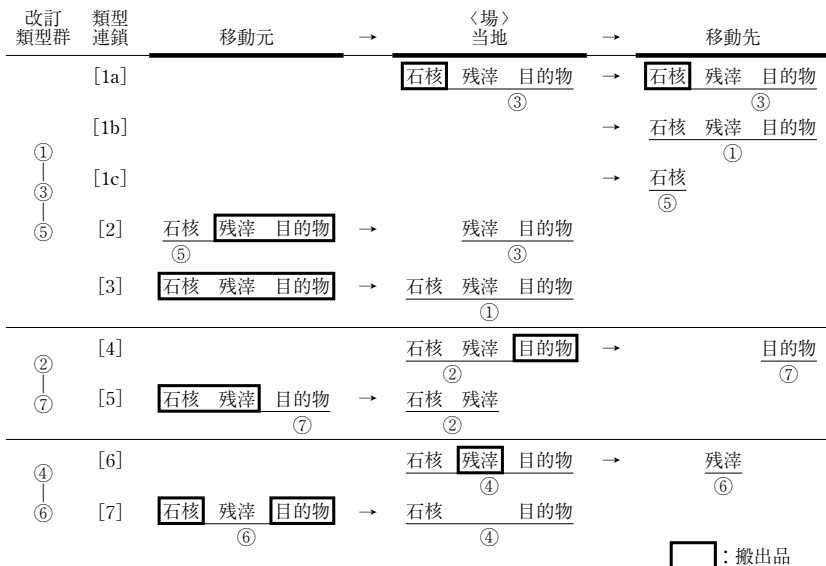 改訂 類型 〈場〉
類型群 連鎖 移動元 → 当地 → 移動先
[1a] 石核 残滓 目的物 → 石核 残滓 目的物
③ ③
[1b] → 石核 残滓 目的物
① ①
[1c] → 石核
③ ⑤
⑤ [2] 石核 残滓 目的物 → 残滓 目的物
⑤ ③
[3] 石核 残滓 目的物 → 石核 残滓 目的物
①
[4] 石核 残滓 目的物 → 目的物
② ② ⑦
⑦ [5] 石核 残滓 目的物 → 石核 残滓
⑦ ②
[6] 石核 残滓 目的物 → 残滓
④ ④ ⑥
⑥ [7] 石核 残滓 目的物 → 石核 目的物
⑥ ④
：搬出品